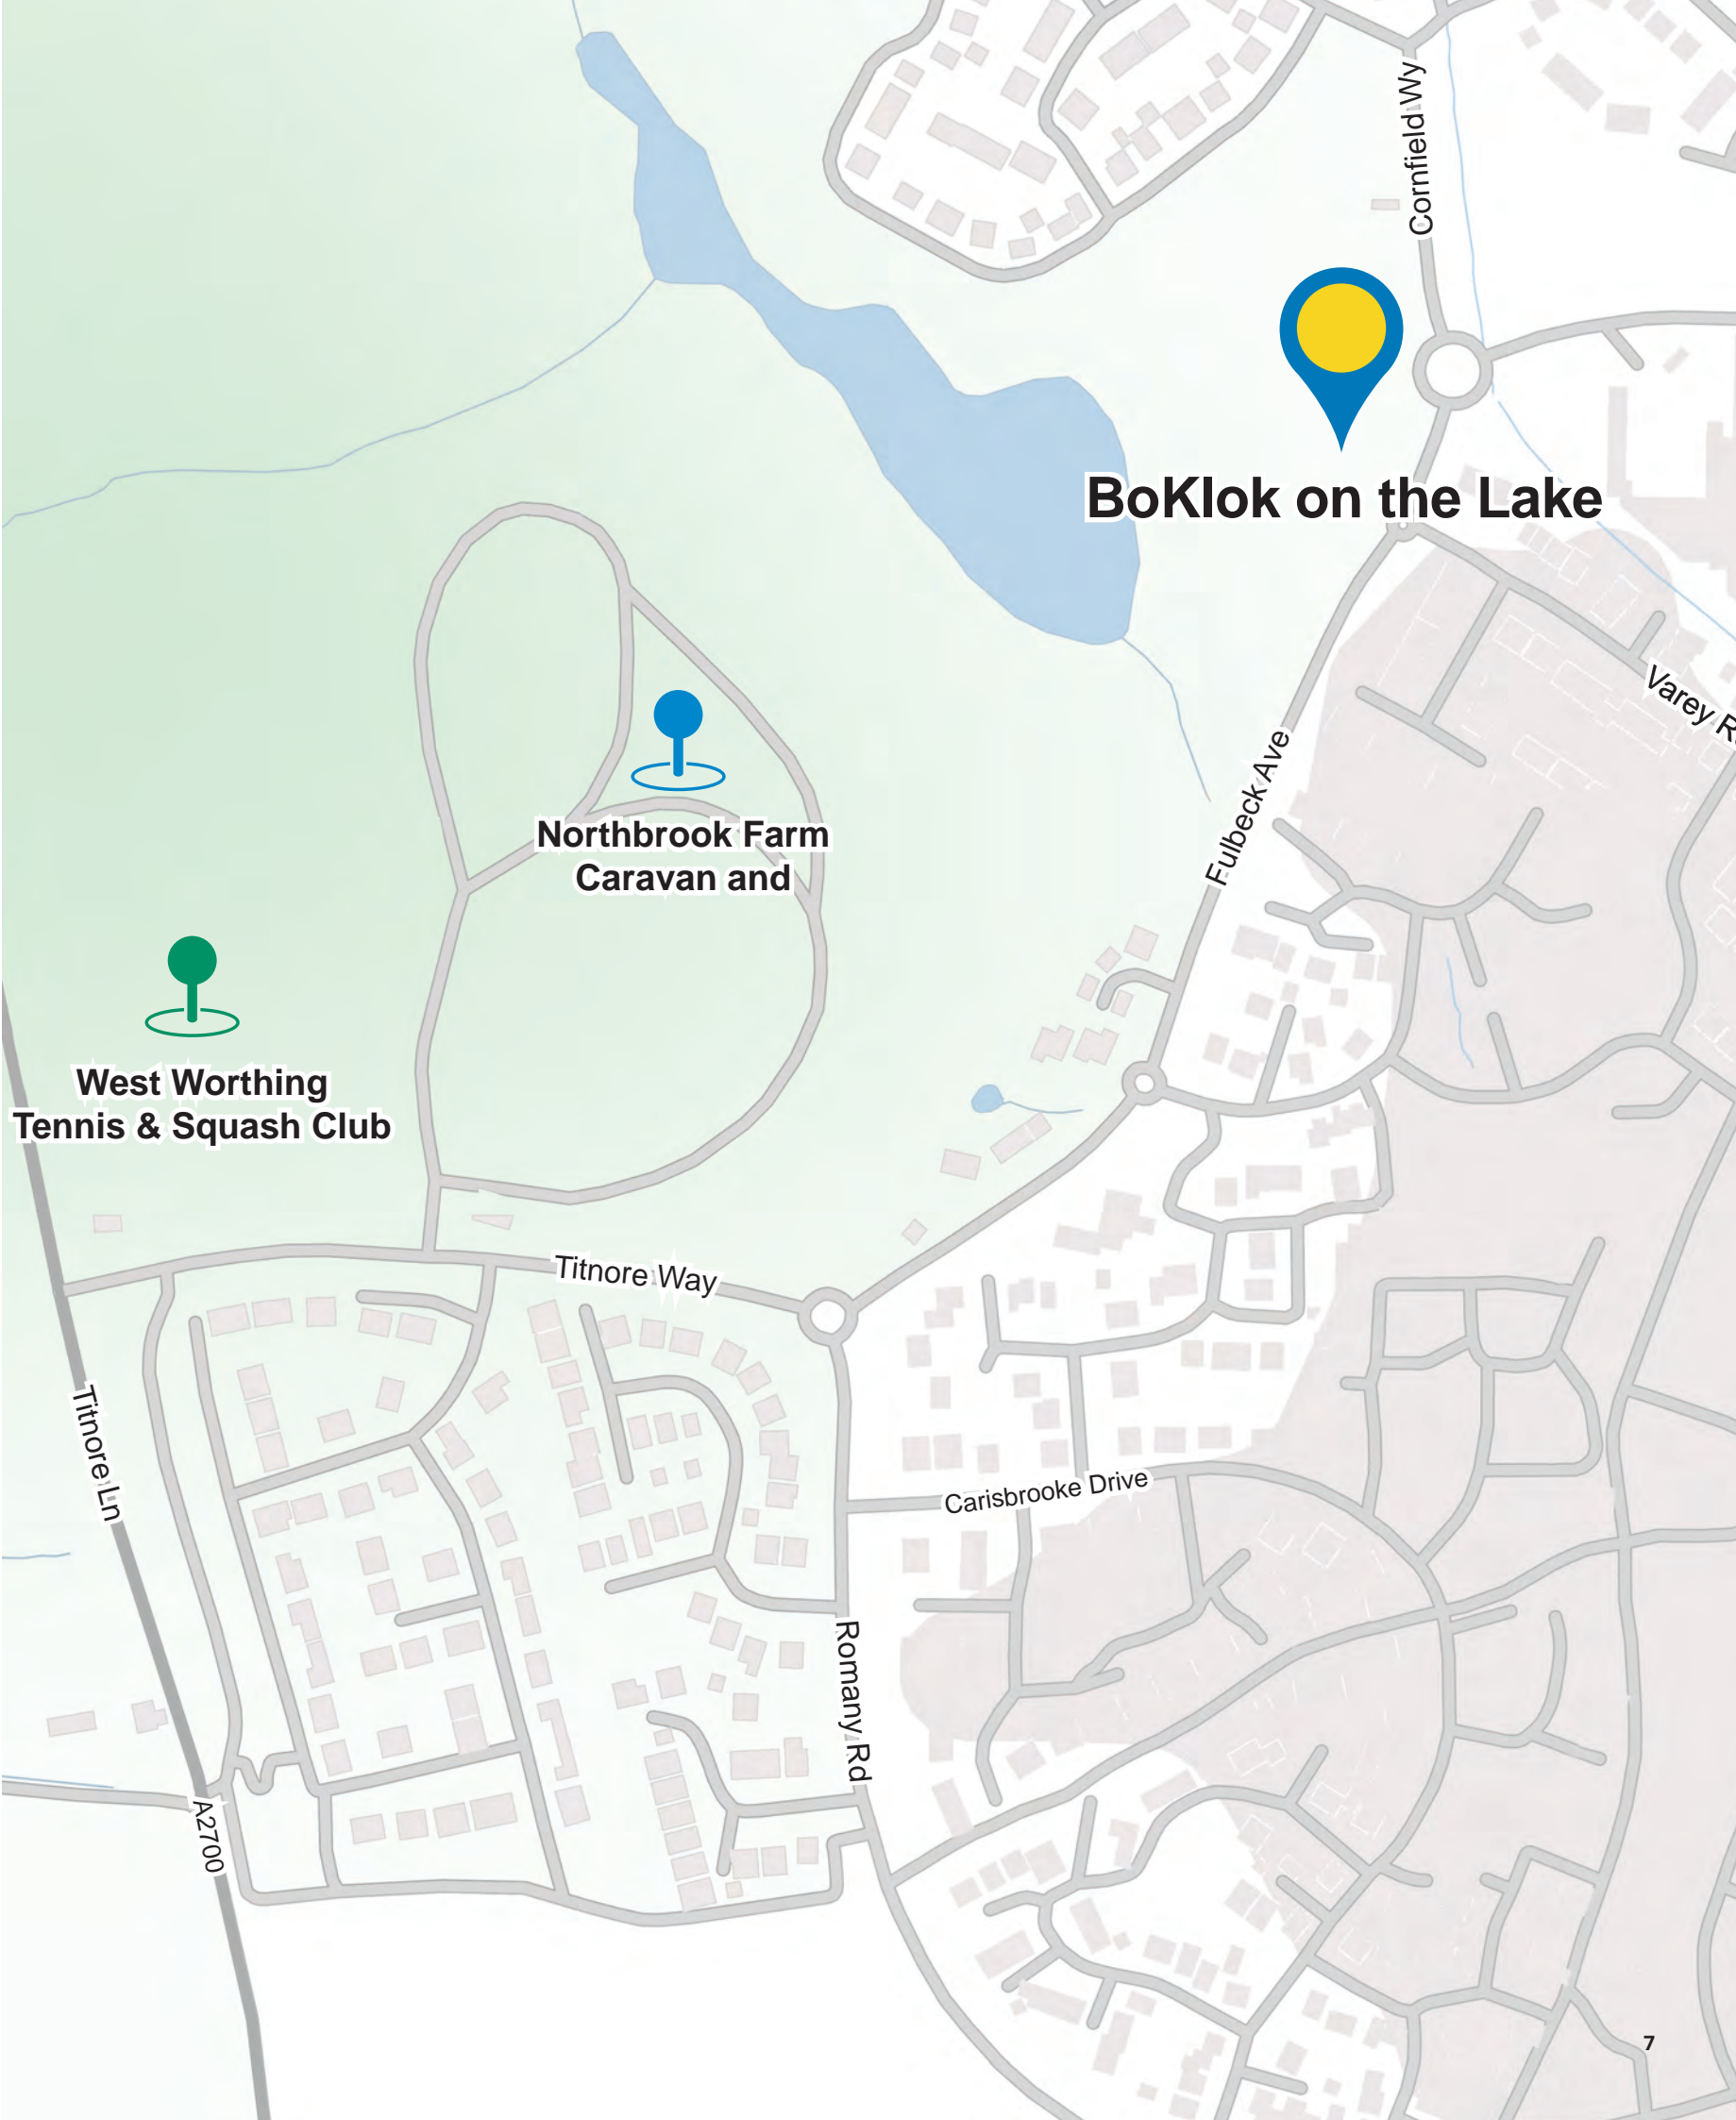 Cornfield Wy
BoKlok on the Lake
Varey
Fulbeck Ave
Northbrook Farm
Caravan and
West Worthing
Tennis & Squash Club
Titnore Way
Titnore Ln
Carisbrooke Drive
Romany Rd
A2700
7